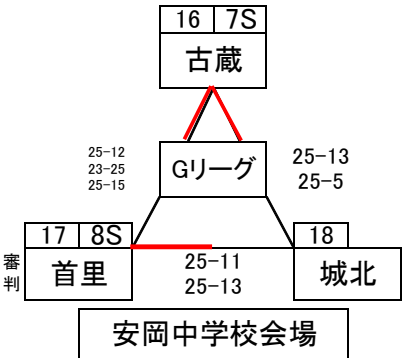 16 7S
古蔵
25-12
23-25
25-15
Gリーグ
25-13
25-5
17 8S
18
審判
首里
25-11
25-13
城北
安岡中学校会場